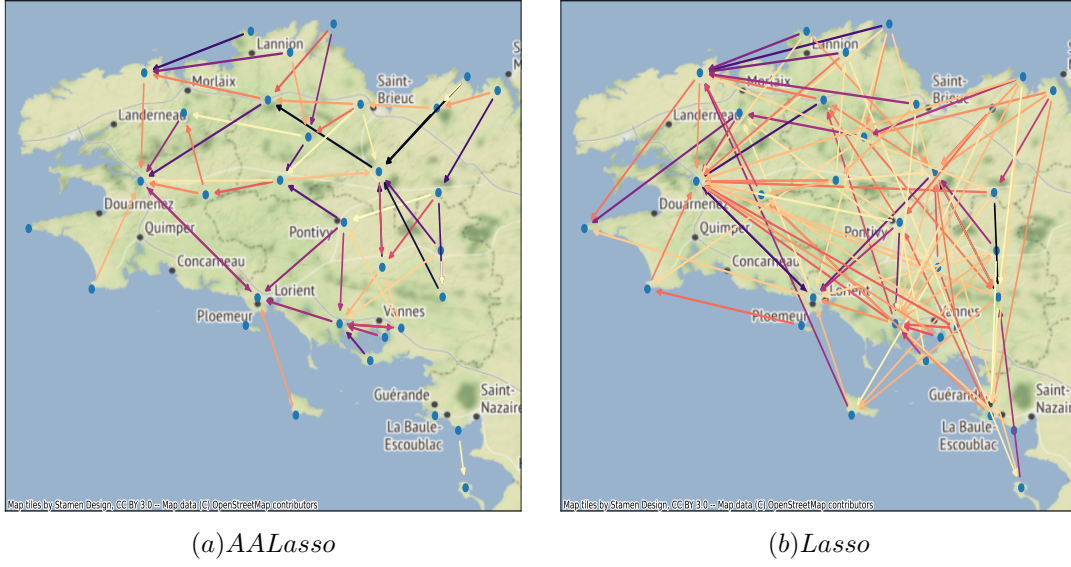 Lannion
Morlaix
Saint-
Brieuc
Landerneau
Douarnenez
Quimper
Pontivy
Concarneau
Lorient
Ploemeur
Vannes
Guérande
Saint-
Nazaire
La Baule-
Escoublac
Map tiles by Stamen Design, CC BY 3.0 -- Map data (C) OpenStreetMap contributors
(a)AALasso
Lannion
Morlaix
Saint-
Brieuc
Landerneau
Douarnenez
Quimper
Pontivy
Concarneau
Lorient
Ploemeur
Vannes
Guérande
Saint-
Nazaire
La Baule-
Escoublac
Map tiles by Stamen Design, CC BY 3.0 -- Map data (C) OpenStreetMap contributors
(b)Lasso